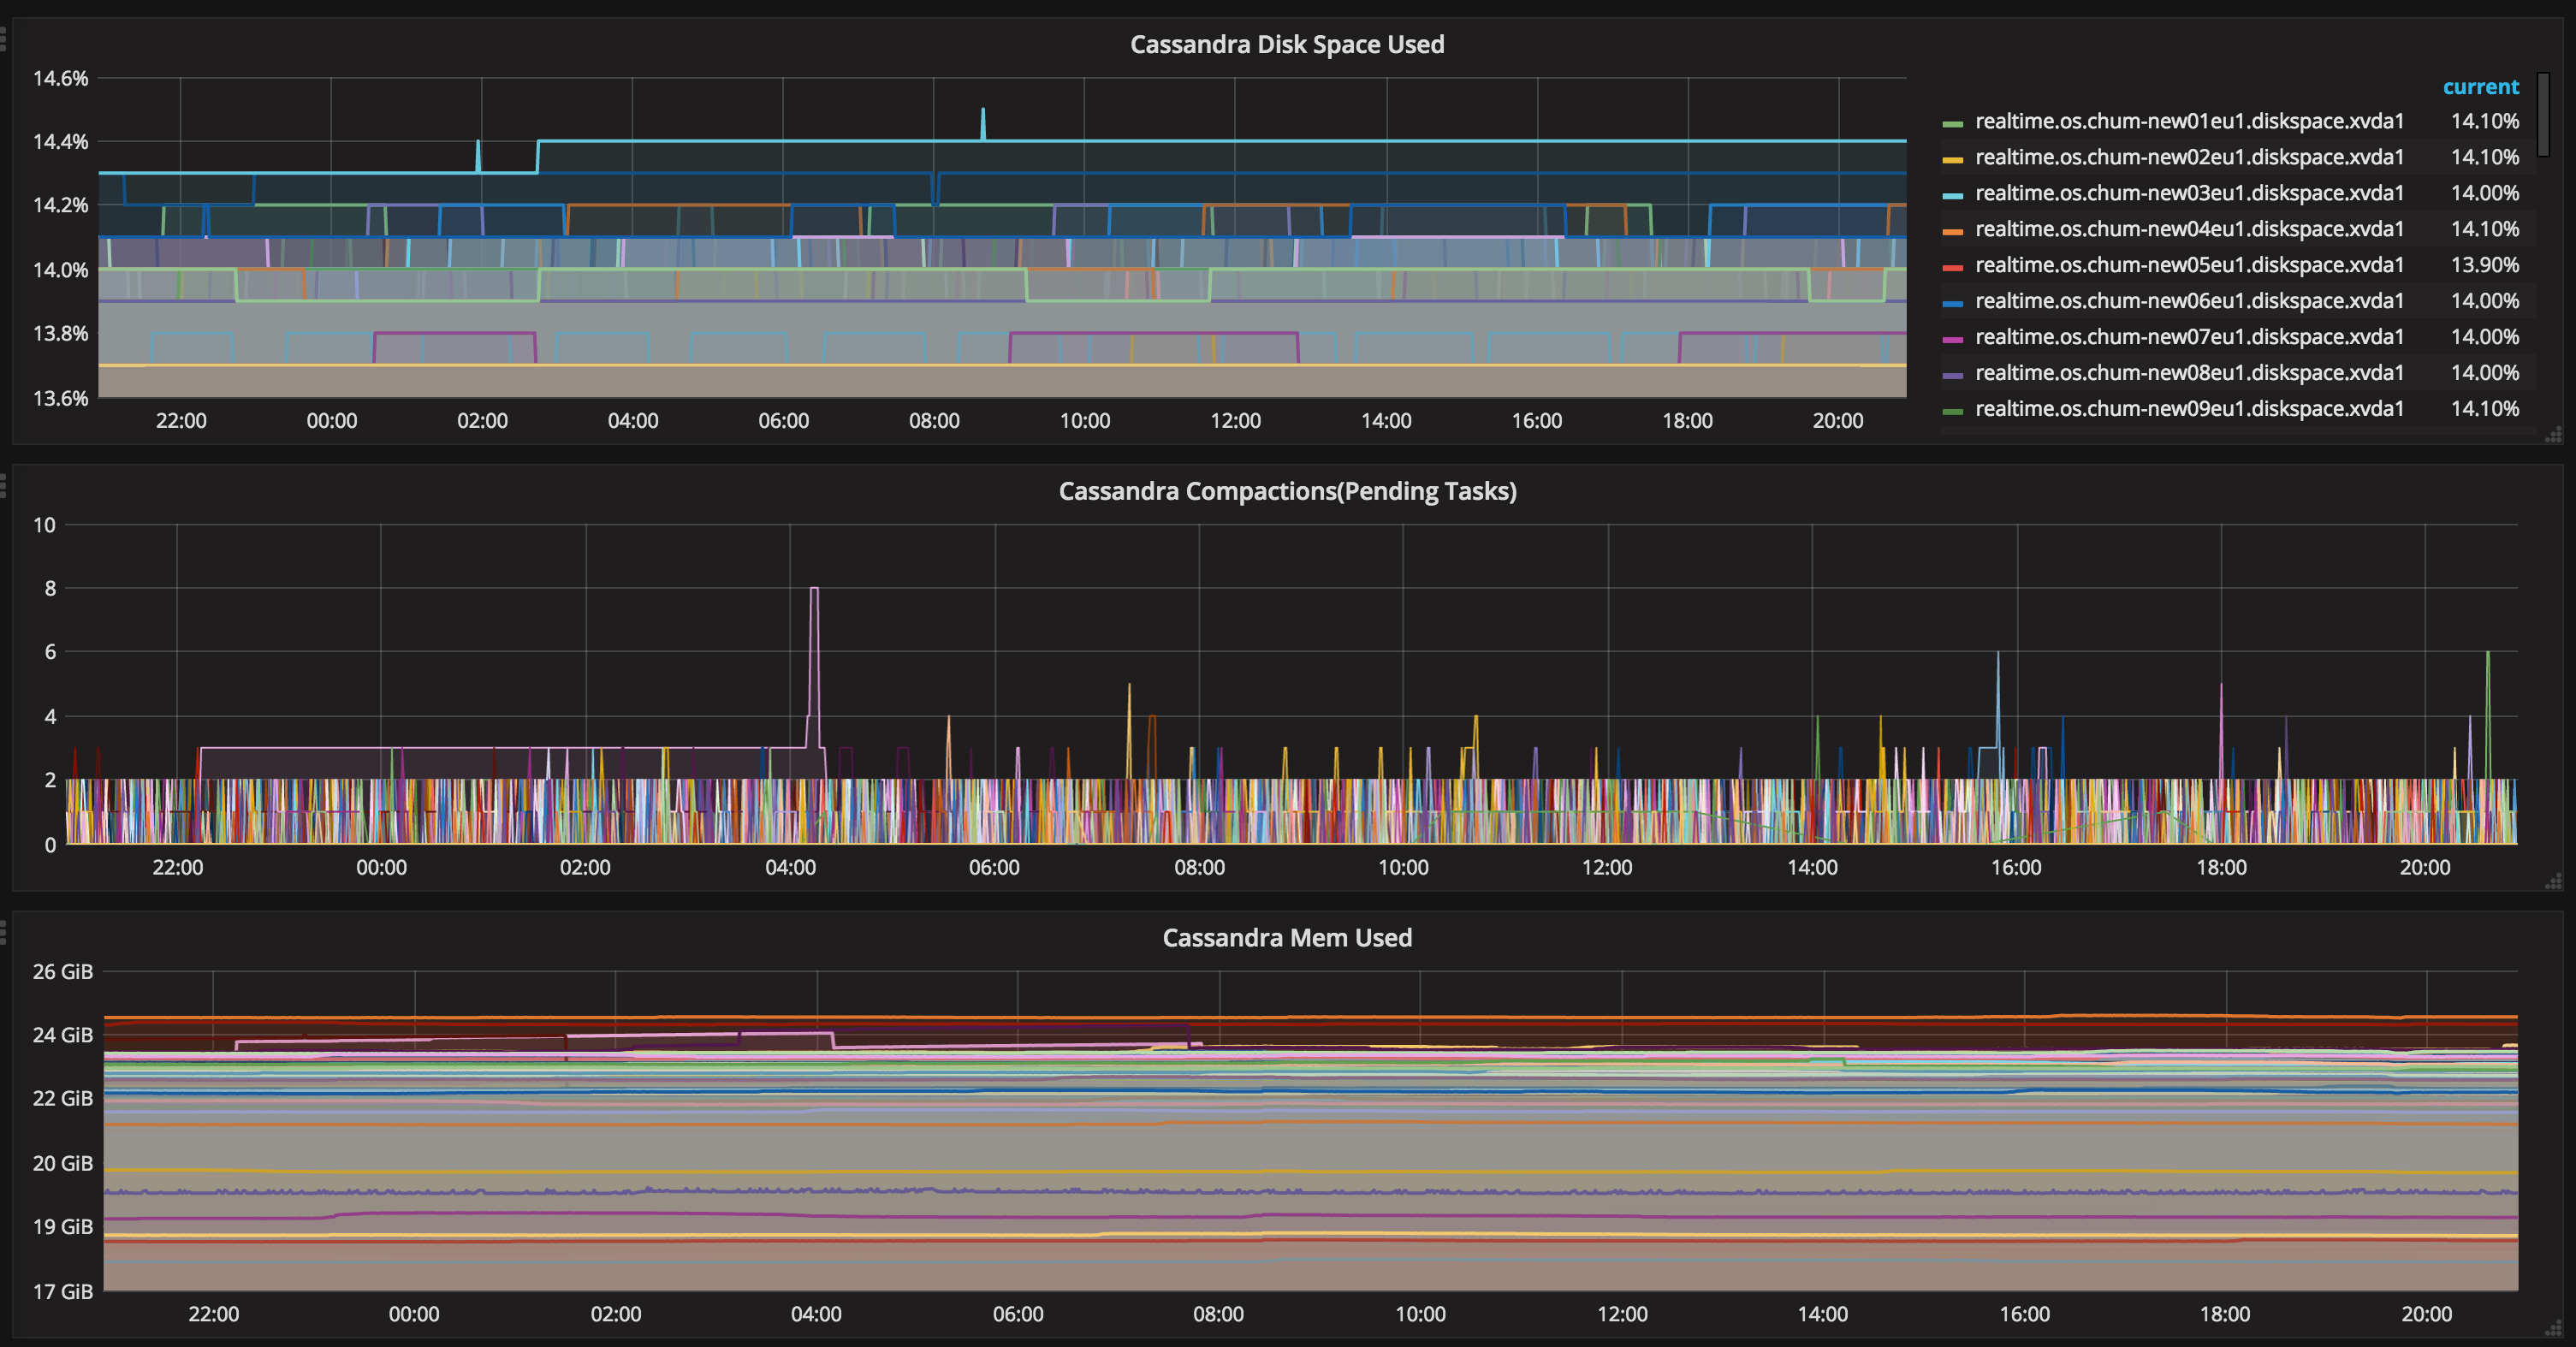 Cassandra Disk Space Used
14.6%
14.4%
14.2%
14.0%
13.8%
13.6%
22:00 00:00 02:00 04:00 06:00 08:00 10:00 12:00 14:00 16:00 18:00 20:00
current
realtime.os.chum-new01eu1.diskspace.xvda1 14.10%
realtime.os.chum-new02eu1.diskspace.xvda1 14.10%
realtime.os.chum-new03eu1.diskspace.xvda1 14.00%
realtime.os.chum-new04eu1.diskspace.xvda1 14.10%
realtime.os.chum-new05eu1.diskspace.xvda1 13.90%
realtime.os.chum-new06eu1.diskspace.xvda1 14.00%
realtime.os.chum-new07eu1.diskspace.xvda1 14.00%
realtime.os.chum-new08eu1.diskspace.xvda1 14.00%
realtime.os.chum-new09eu1.diskspace.xvda1 14.10%
Cassandra Compactions(Pending Tasks)
10
8
6
4
2
0
22:00 00:00 02:00 04:00 06:00 08:00 10:00 12:00 14:00 16:00 18:00 20:00
Cassandra Mem Used
26 GiB
24 GiB
22 GiB
20 GiB
19 GiB
17 GiB
22:00 00:00 02:00 04:00 06:00 08:00 10:00 12:00 14:00 16:00 18:00 20:00